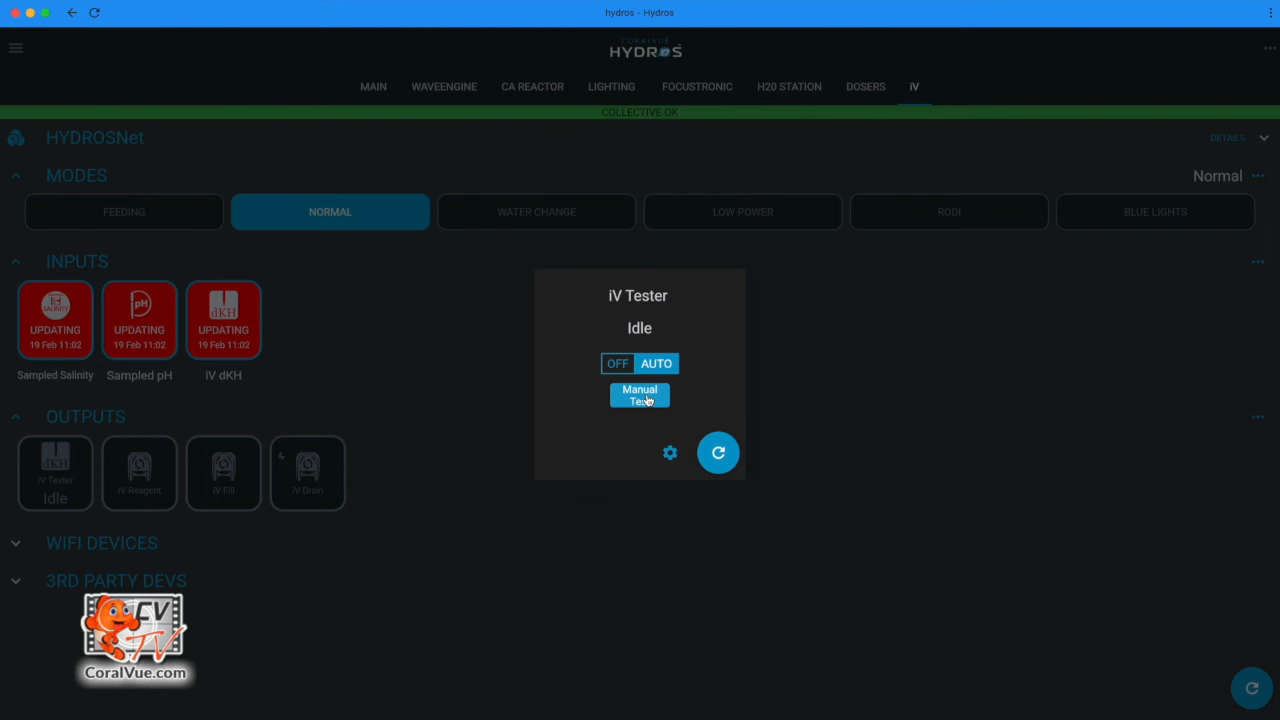 hydros - Hydros
CORALVUE
HYDROS
MAIN WAVEENGINE CA REACTOR LIGHTING FOCUSTRONIC H20 STATION DOSERS iV
COLLECTIVE OK
HYDROSNet
DETAILS
MODES
Normal
FEEDING NORMAL WATER CHANGE LOW POWER RODI BLUE LIGHTS
INPUTS
SALINITY pH dKH
UPDATING UPDATING UPDATING
19 Feb 11:02 19 Feb 11:02 19 Feb 11:02
Sampled Salinity Sampled pH iV dKH
iV Tester
Idle
OFF AUTO
Manual
Test
OUTPUTS
dKH
iV Tester iV Reagent iV Fill iV Drain
Idle
WIFI DEVICES
3RD PARTY DEVS
CV
TV
CoralVue.com